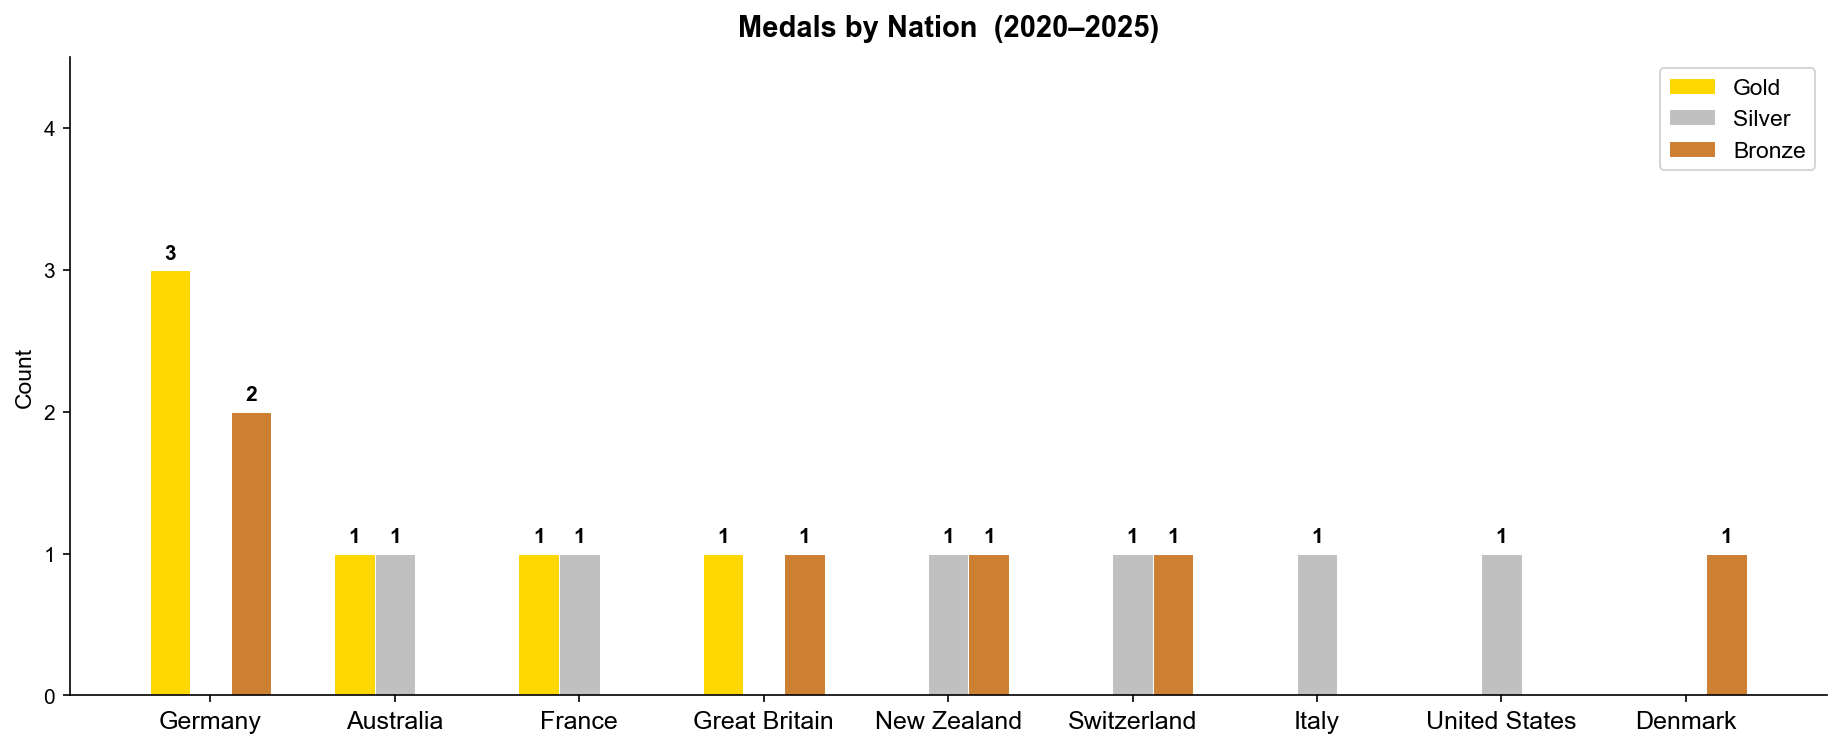 Medals by Nation  (2020–2025)
Gold
Silver
Bronze
Count
4
3
2
1
0
3
2
1 1
1 1
1 1
1 1
1 1
1
1
1
Germany
Australia
France
Great Britain
New Zealand
Switzerland
Italy
United States
Denmark